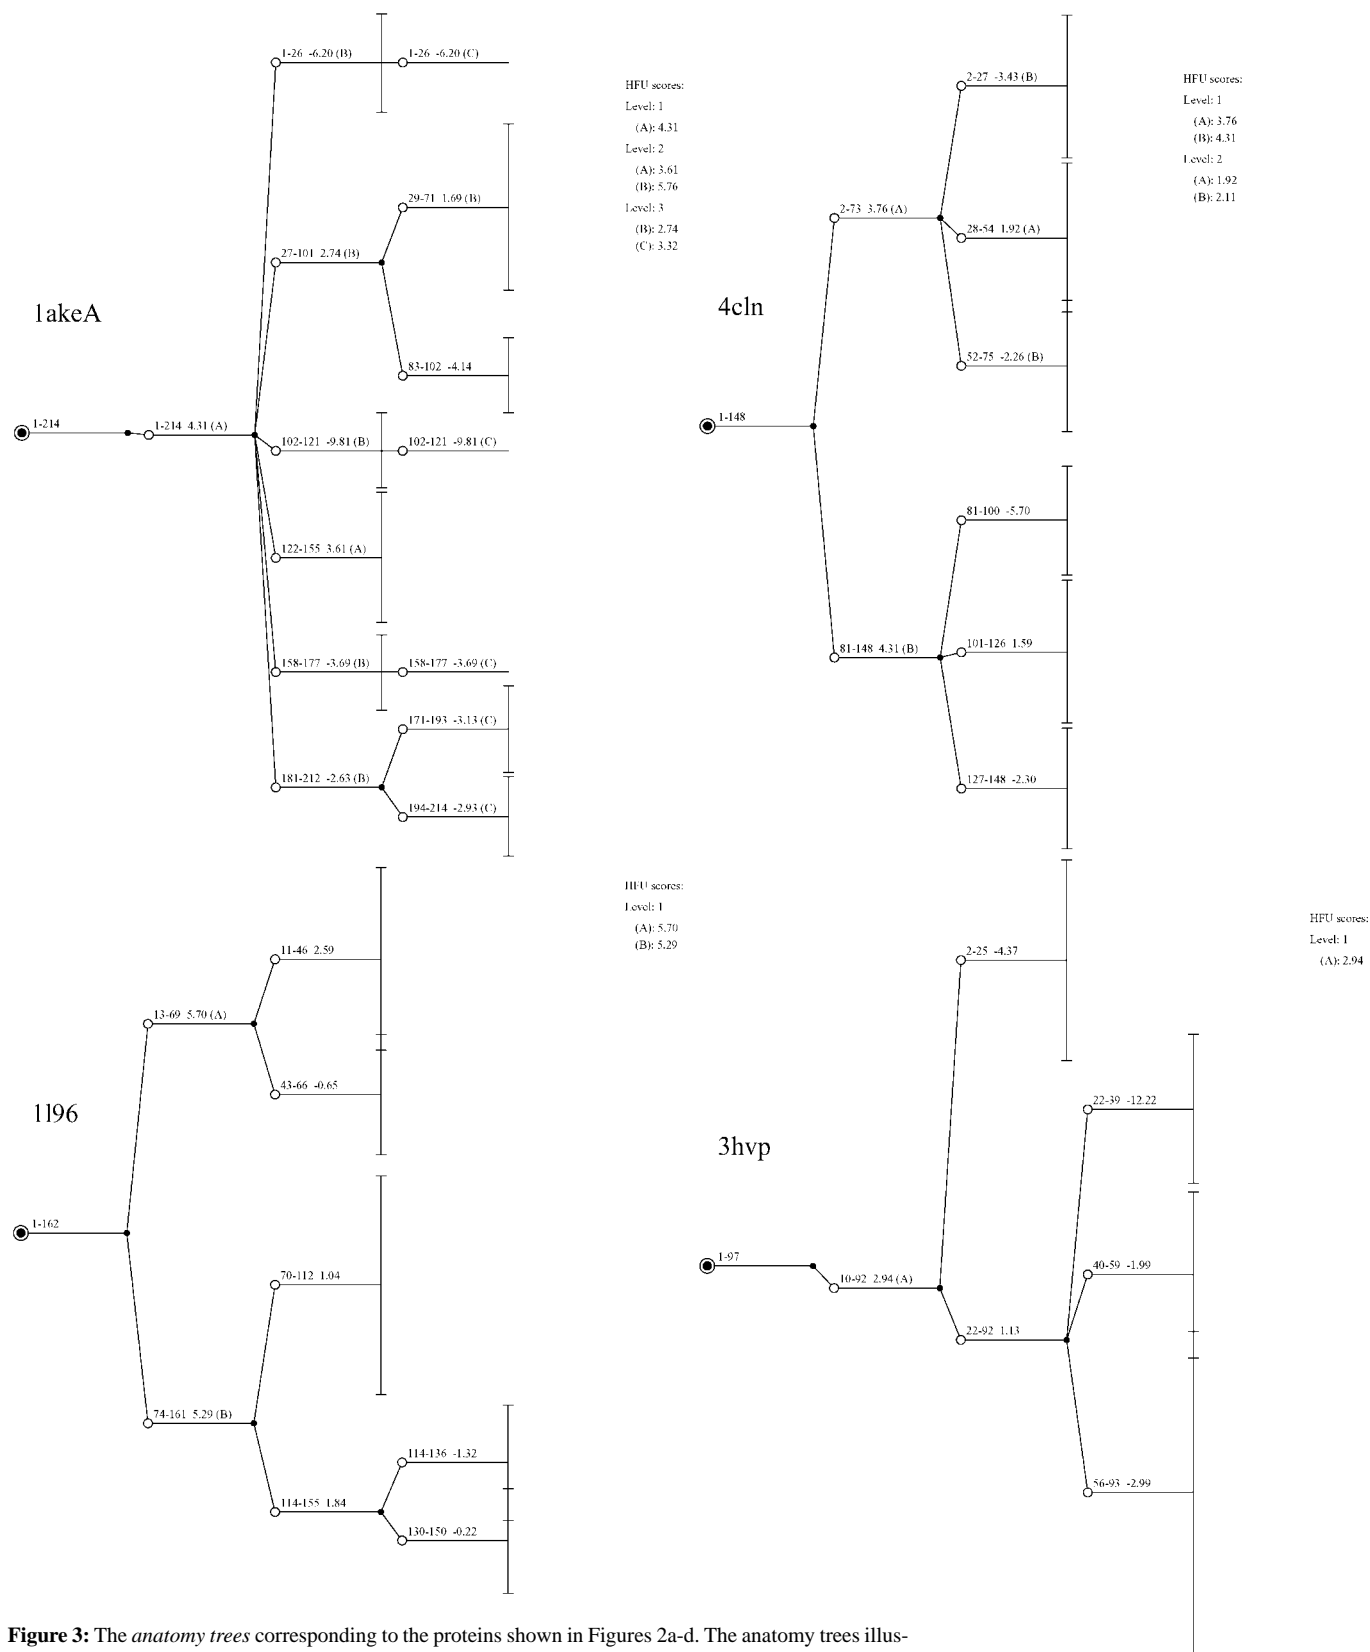 1-26 -6.20 (B)
1-26 -6.20 (C)
29-71 1.69 (B)
27-101 2.74 (B)
83-102 -4.14
1akeA
1-214
1-214 4.31 (A)
102-121 -9.81 (B)
102-121 -9.81 (C)
122-155 3.61 (A)
158-177 -3.69 (B)
158-177 -3.69 (C)
171-193 -3.13 (C)
181-212 -2.63 (B)
194-214 -2.93 (C)
HFU scores:
Level: 1
(A): 4.31
Level: 2
(A): 3.61
(B): 5.76
Level: 3
(B): 2.74
(C): 3.32
2-27 -3.43 (B)
2-73 3.76 (A)
28-54 1.92 (A)
4cln
52-75 -2.26 (B)
1-148
81-100 -5.70
101-126 1.59
81-148 4.31 (B)
127-148 -2.30
HFU scores:
Level: 1
(A): 3.76
(B): 4.31
Level: 2
(A): 1.92
(B): 2.11
11-46 2.59
13-69 5.70 (A)
43-66 -0.65
1l96
1-162
70-112 1.04
74-161 5.29 (B)
114-136 -1.32
114-155 1.84
130-150 -0.22
HFU scores:
Level: 1
(A): 5.70
(B): 5.29
2-25 -4.37
22-39 -12.22
3hvp
1-97
10-92 2.94 (A)
40-59 -1.99
22-92 1.13
56-93 -2.99
HFU scores:
Level: 1
(A): 2.94
Figure 3: The anatomy trees corresponding to the proteins shown in Figures 2a-d. The anatomy trees illus-